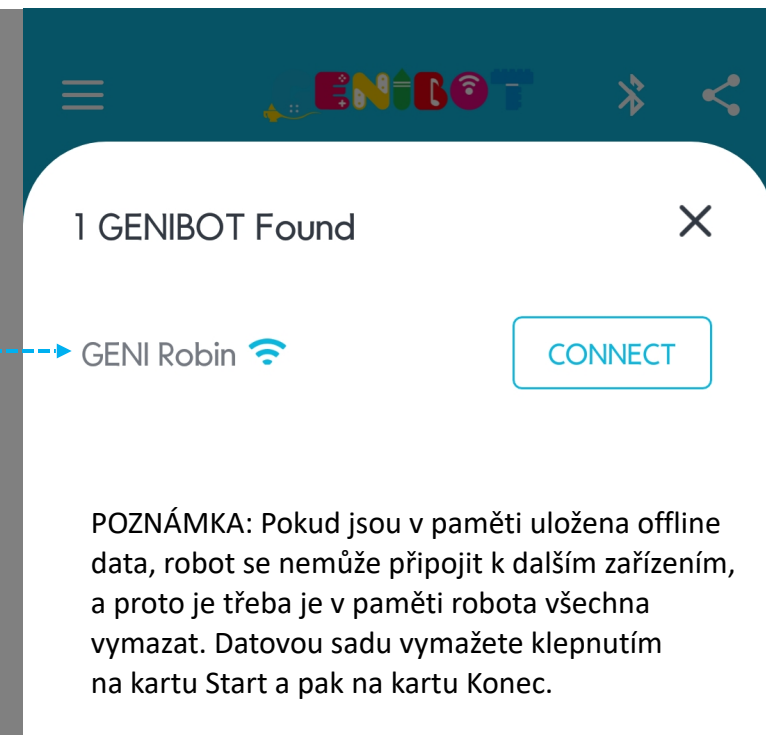 GENIBOT
1 GENIBOT Found
GENI Robin
CONNECT
POZNÁMKA: Pokud jsou v paměti uložena offline
data, robot se nemůže připojit k dalším zařízením,
a proto je třeba je v paměti robota všechna
vymazat. Datovou sadu vymažete klepnutím
na kartu Start a pak na kartu Konec.